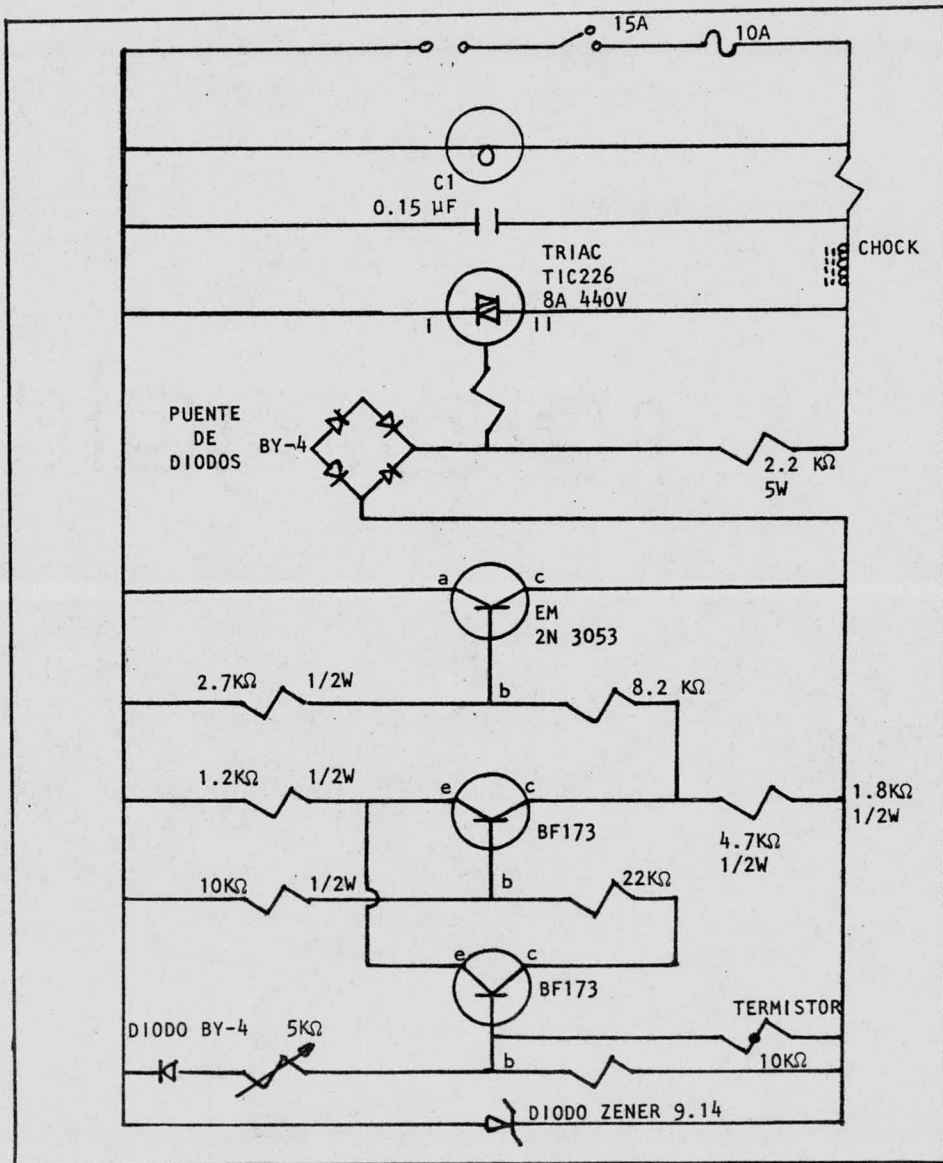 15A
10A
C1
0.15 µF
CHOCK
TRIAC
TIC226
8A 440V
I
II
PUENTE
DE
DIODOS
BY-4
2.2 KΩ
5W
a
c
EM
2N 3053
2.7KΩ
1/2W
b
8.2 KΩ
1.2KΩ
1/2W
e
c
BF173
4.7KΩ
1/2W
1.8KΩ
1/2W
10KΩ
1/2W
b
22KΩ
e
c
BF173
TERMISTOR
DIODO BY-4
5KΩ
b
10KΩ
DIODO ZENER 9.14